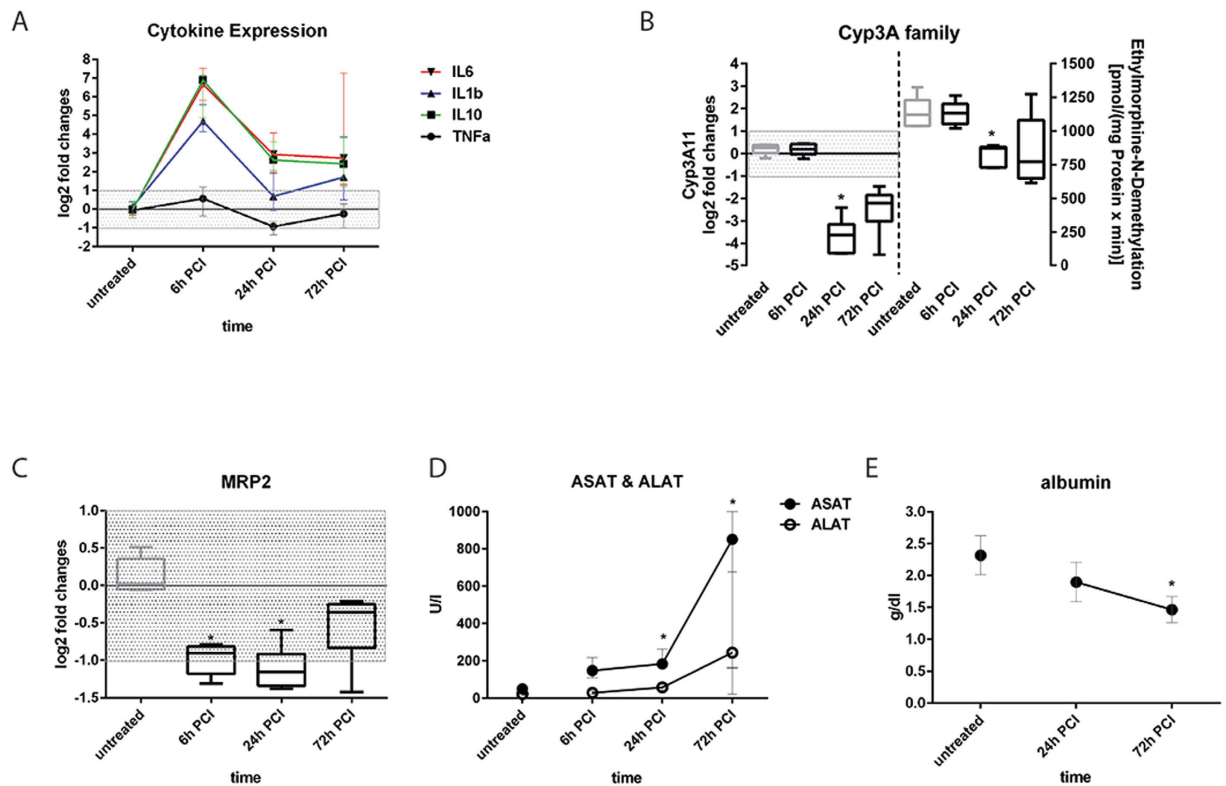 A
Cytokine Expression
log2 fold changes
8
7
6
5
4
3
2
1
0
-1
-2
untreated
6h PCI
24h PCI
72h PCI
time
IL6
IL1b
IL10
TNFa
B
Cyp3A family
Cyp3A11
log2 fold changes
4
3
2
1
0
-1
-2
-3
-4
-5
*
*
untreated
6h PCI
24h PCI
72h PCI
untreated
6h PCI
24h PCI
72h PCI
1500
1250
1000
750
500
250
0
Ethylmorphine-N-Demethylation
[pmol/(mg Protein x min)]
C
MRP2
log2 fold changes
1.0
0.5
0.0
-0.5
-1.0
-1.5
*
*
untreated
6h PCI
24h PCI
72h PCI
time
D
ASAT & ALAT
U/l
1000
800
600
400
200
0
*
*
untreated
6h PCI
24h PCI
72h PCI
time
ASAT
ALAT
E
albumin
g/dl
3.0
2.5
2.0
1.5
1.0
0.5
0.0
*
untreated
24h PCI
72h PCI
time